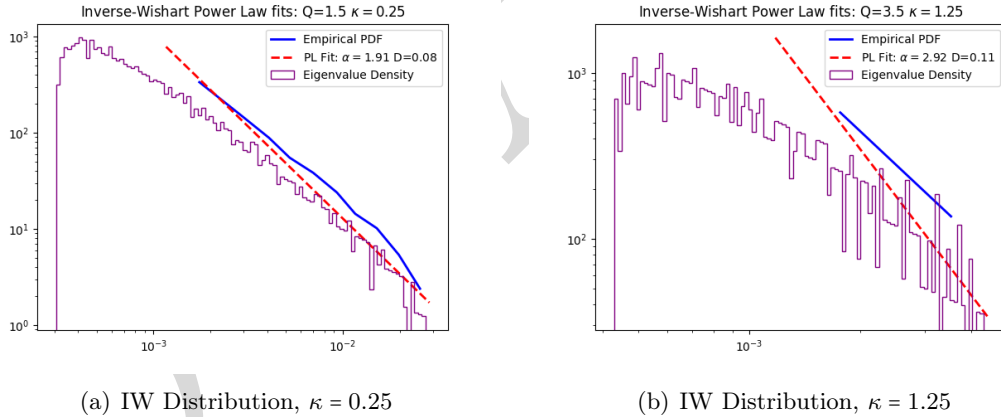 Inverse-Wishart Power Law fits: Q=1.5 κ = 0.25
10³
10²
10¹
10⁰
Empirical PDF
PL Fit: α = 1.91 D=0.08
Eigenvalue Density
10⁻³
10⁻²
(a) IW Distribution, κ = 0.25
Inverse-Wishart Power Law fits: Q=3.5 κ = 1.25
10³
10²
Empirical PDF
PL Fit: α = 2.92 D=0.11
Eigenvalue Density
10⁻³
(b) IW Distribution, κ = 1.25